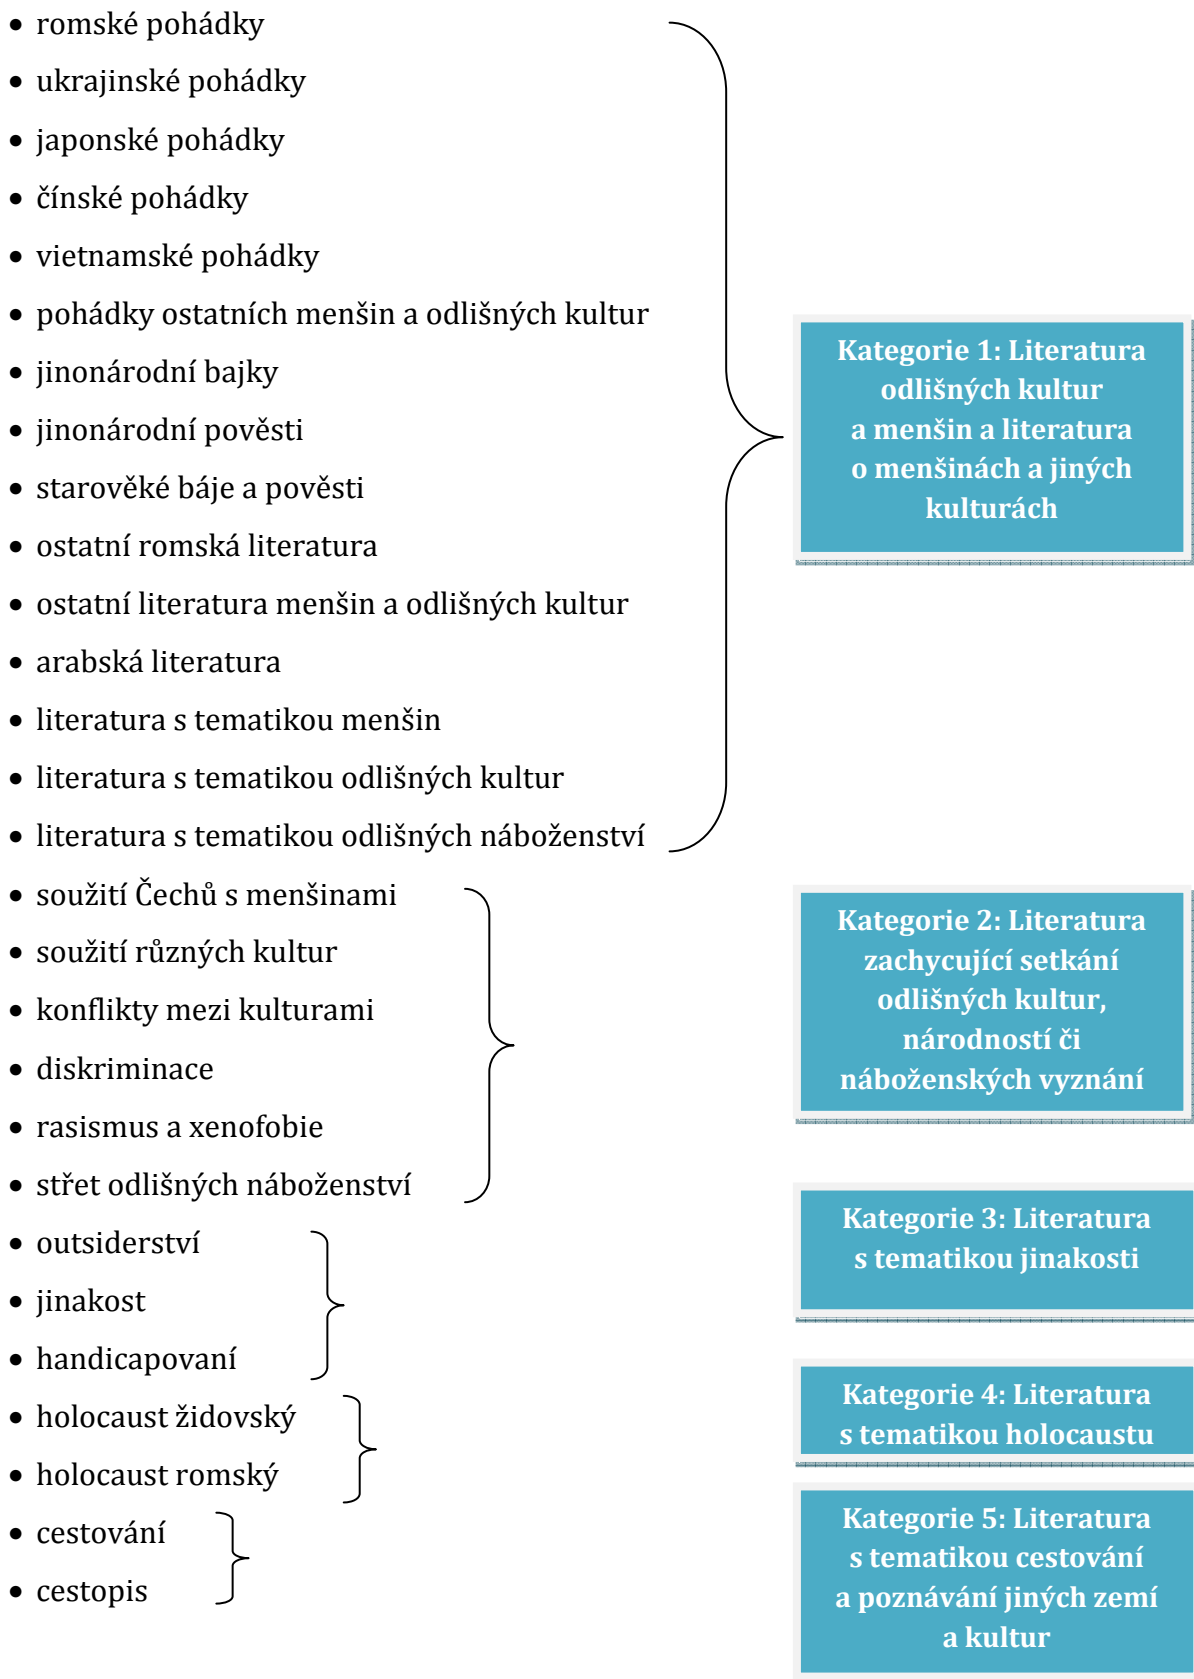 • romské pohádky
• ukrajinské pohádky
• japonské pohádky
• čínské pohádky
• vietnamské pohádky
• pohádky ostatních menšin a odlišných kultur
• jinonárodní bajky
• jinonárodní pověsti
• starověké báje a pověsti
• ostatní romská literatura
• ostatní literatura menšin a odlišných kultur
• arabská literatura
• literatura s tematikou menšin
• literatura s tematikou odlišných kultur
• literatura s tematikou odlišných náboženství
Kategorie 1: Literatura
odlišných kultur
a menšin a literatura
o menšinách a jiných
kulturách
• soužití Čechů s menšinami
• soužití různých kultur
• konflikty mezi kulturami
• diskriminace
• rasismus a xenofobie
• střet odlišných náboženství
Kategorie 2: Literatura
zachycující setkání
odlišných kultur,
národností či
náboženských vyznání
• outsiderství
• jinakost
• handicapovaní
Kategorie 3: Literatura
s tematikou jinakosti
• holocaust židovský
• holocaust romský
Kategorie 4: Literatura
s tematikou holocaustu
• cestování
• cestopis
Kategorie 5: Literatura
s tematikou cestování
a poznávání jiných zemí
a kultur